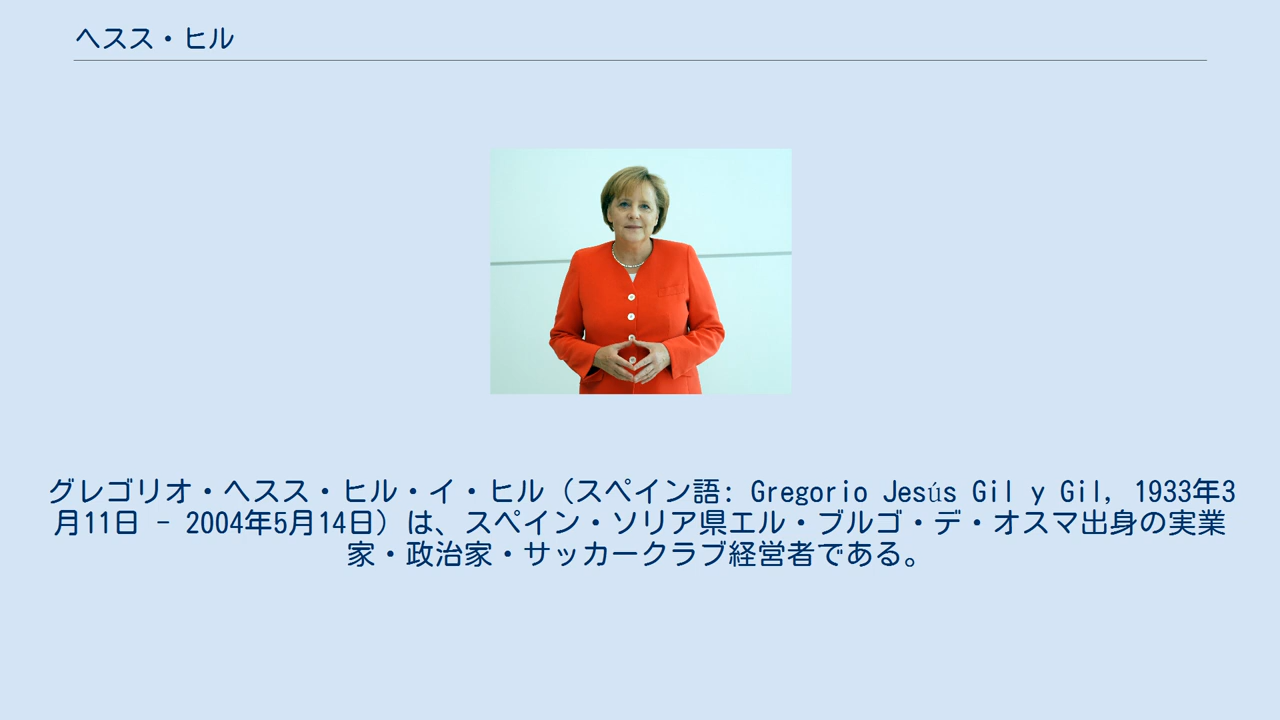 ヘスス・ヒル
グレゴリオ・ヘスス・ヒル・イ・ヒル（スペイン語: Gregorio Jesús Gil y Gil, 1933年3
月11日 - 2004年5月14日）は、スペイン・ソリア県エル・ブルゴ・デ・オスマ出身の実業
家・政治家・サッカークラブ経営者である。